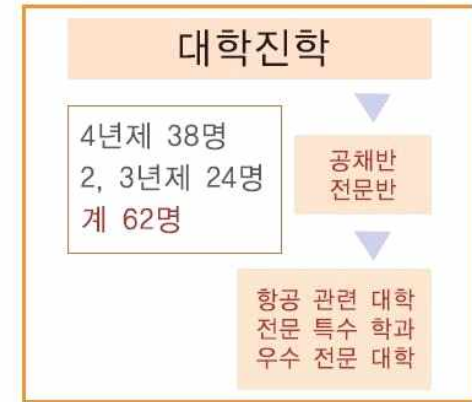 대학진학
4년제 38명
2, 3년제 24명
계 62명
공채반
전문반
항공 관련 대학
전문 특수 학과
우수 전문 대학